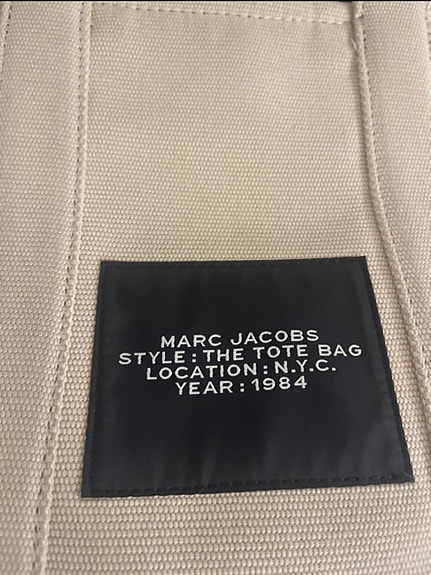 MARC JACOBS
STYLE : THE TOTE BAG
LOCATION : N.Y.C.
YEAR : 1984